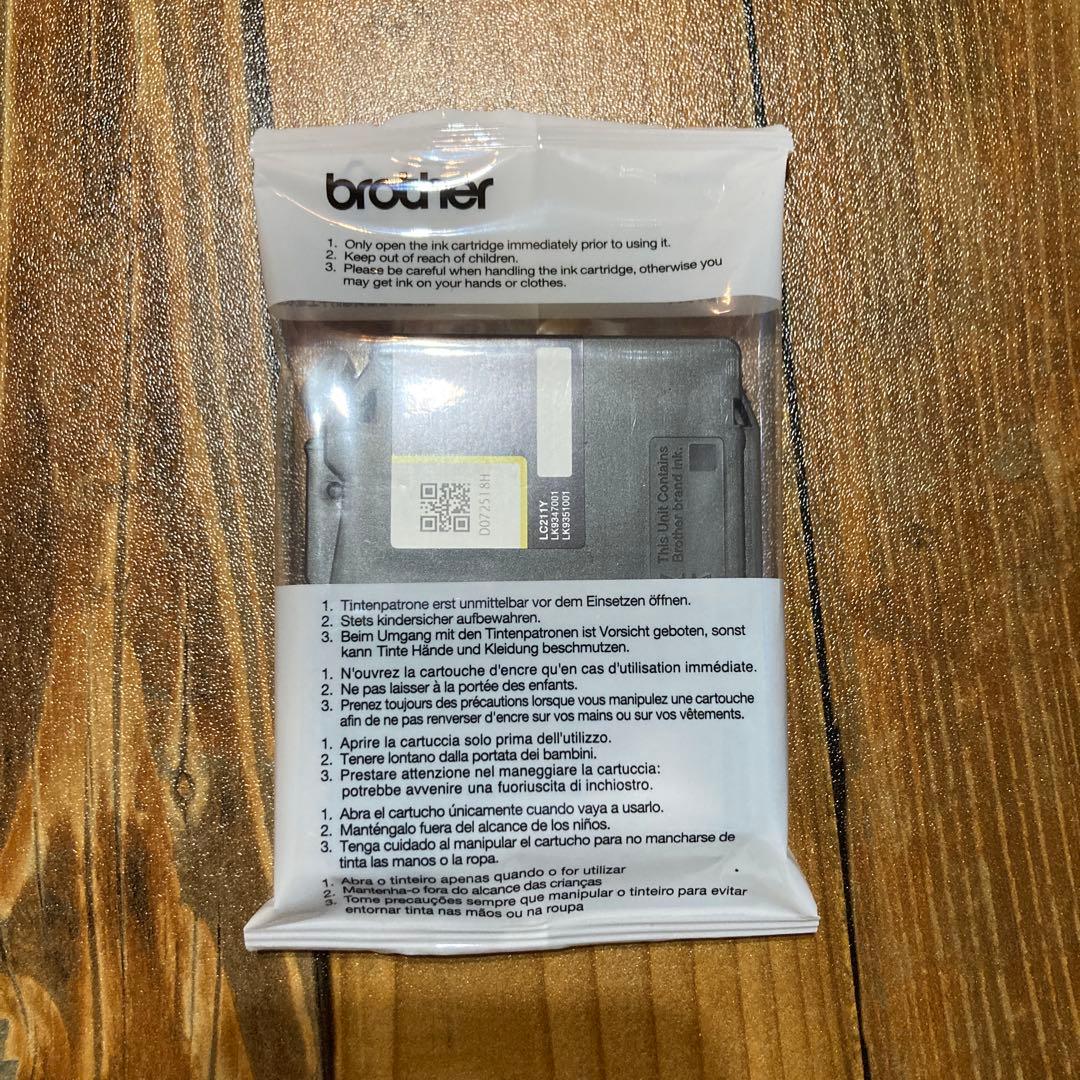 brother
1. Only open the ink cartridge immediately prior to using it.
2. Keep out of reach of children.
3. Please be careful when handling the ink cartridge, otherwise you
may get ink on your hands or clothes.
D072518H
LC211Y
LK9347001
LK9351001
This Unit Contains
Brother brand ink.
1. Tintenpatrone erst unmittelbar vor dem Einsetzen öffnen.
2. Stets kindersicher aufbewahren.
3. Beim Umgang mit den Tintenpatronen ist Vorsicht geboten, sonst
kann Tinte Hände und Kleidung beschmutzen.
1. N'ouvrez la cartouche d'encre qu'en cas d'utilisation immédiate.
2. Ne pas laisser à la portée des enfants.
3. Prenez toujours des précautions lorsque vous manipulez une cartouche
afin de ne pas renverser d'encre sur vos mains ou sur vos vêtements.
1. Aprire la cartuccia solo prima dell'utilizzo.
2. Tenere lontano dalla portata dei bambini.
3. Prestare attenzione nel maneggiare la cartuccia:
potrebbe avvenire una fuoriuscita di inchiostro.
1. Abra el cartucho únicamente cuando vaya a usarlo.
2. Manténgalo fuera del alcance de los niños.
3. Tenga cuidado al manipular el cartucho para no mancharse de
tinta las manos o la ropa.
1. Abra o tinteiro apenas quando o for utilizar
2. Mantenha-o fora do alcance das crianças
3. Tome precauções sempre que manipular o tinteiro para evitar
entornar tinta nas mãos ou na roupa